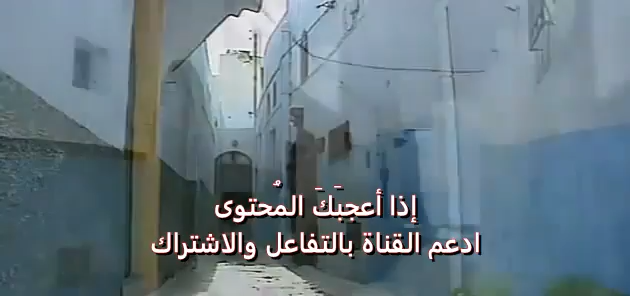 إذا أعجبَكَ المُحتوى
ادعم القناة بالتفاعل والاشتراك